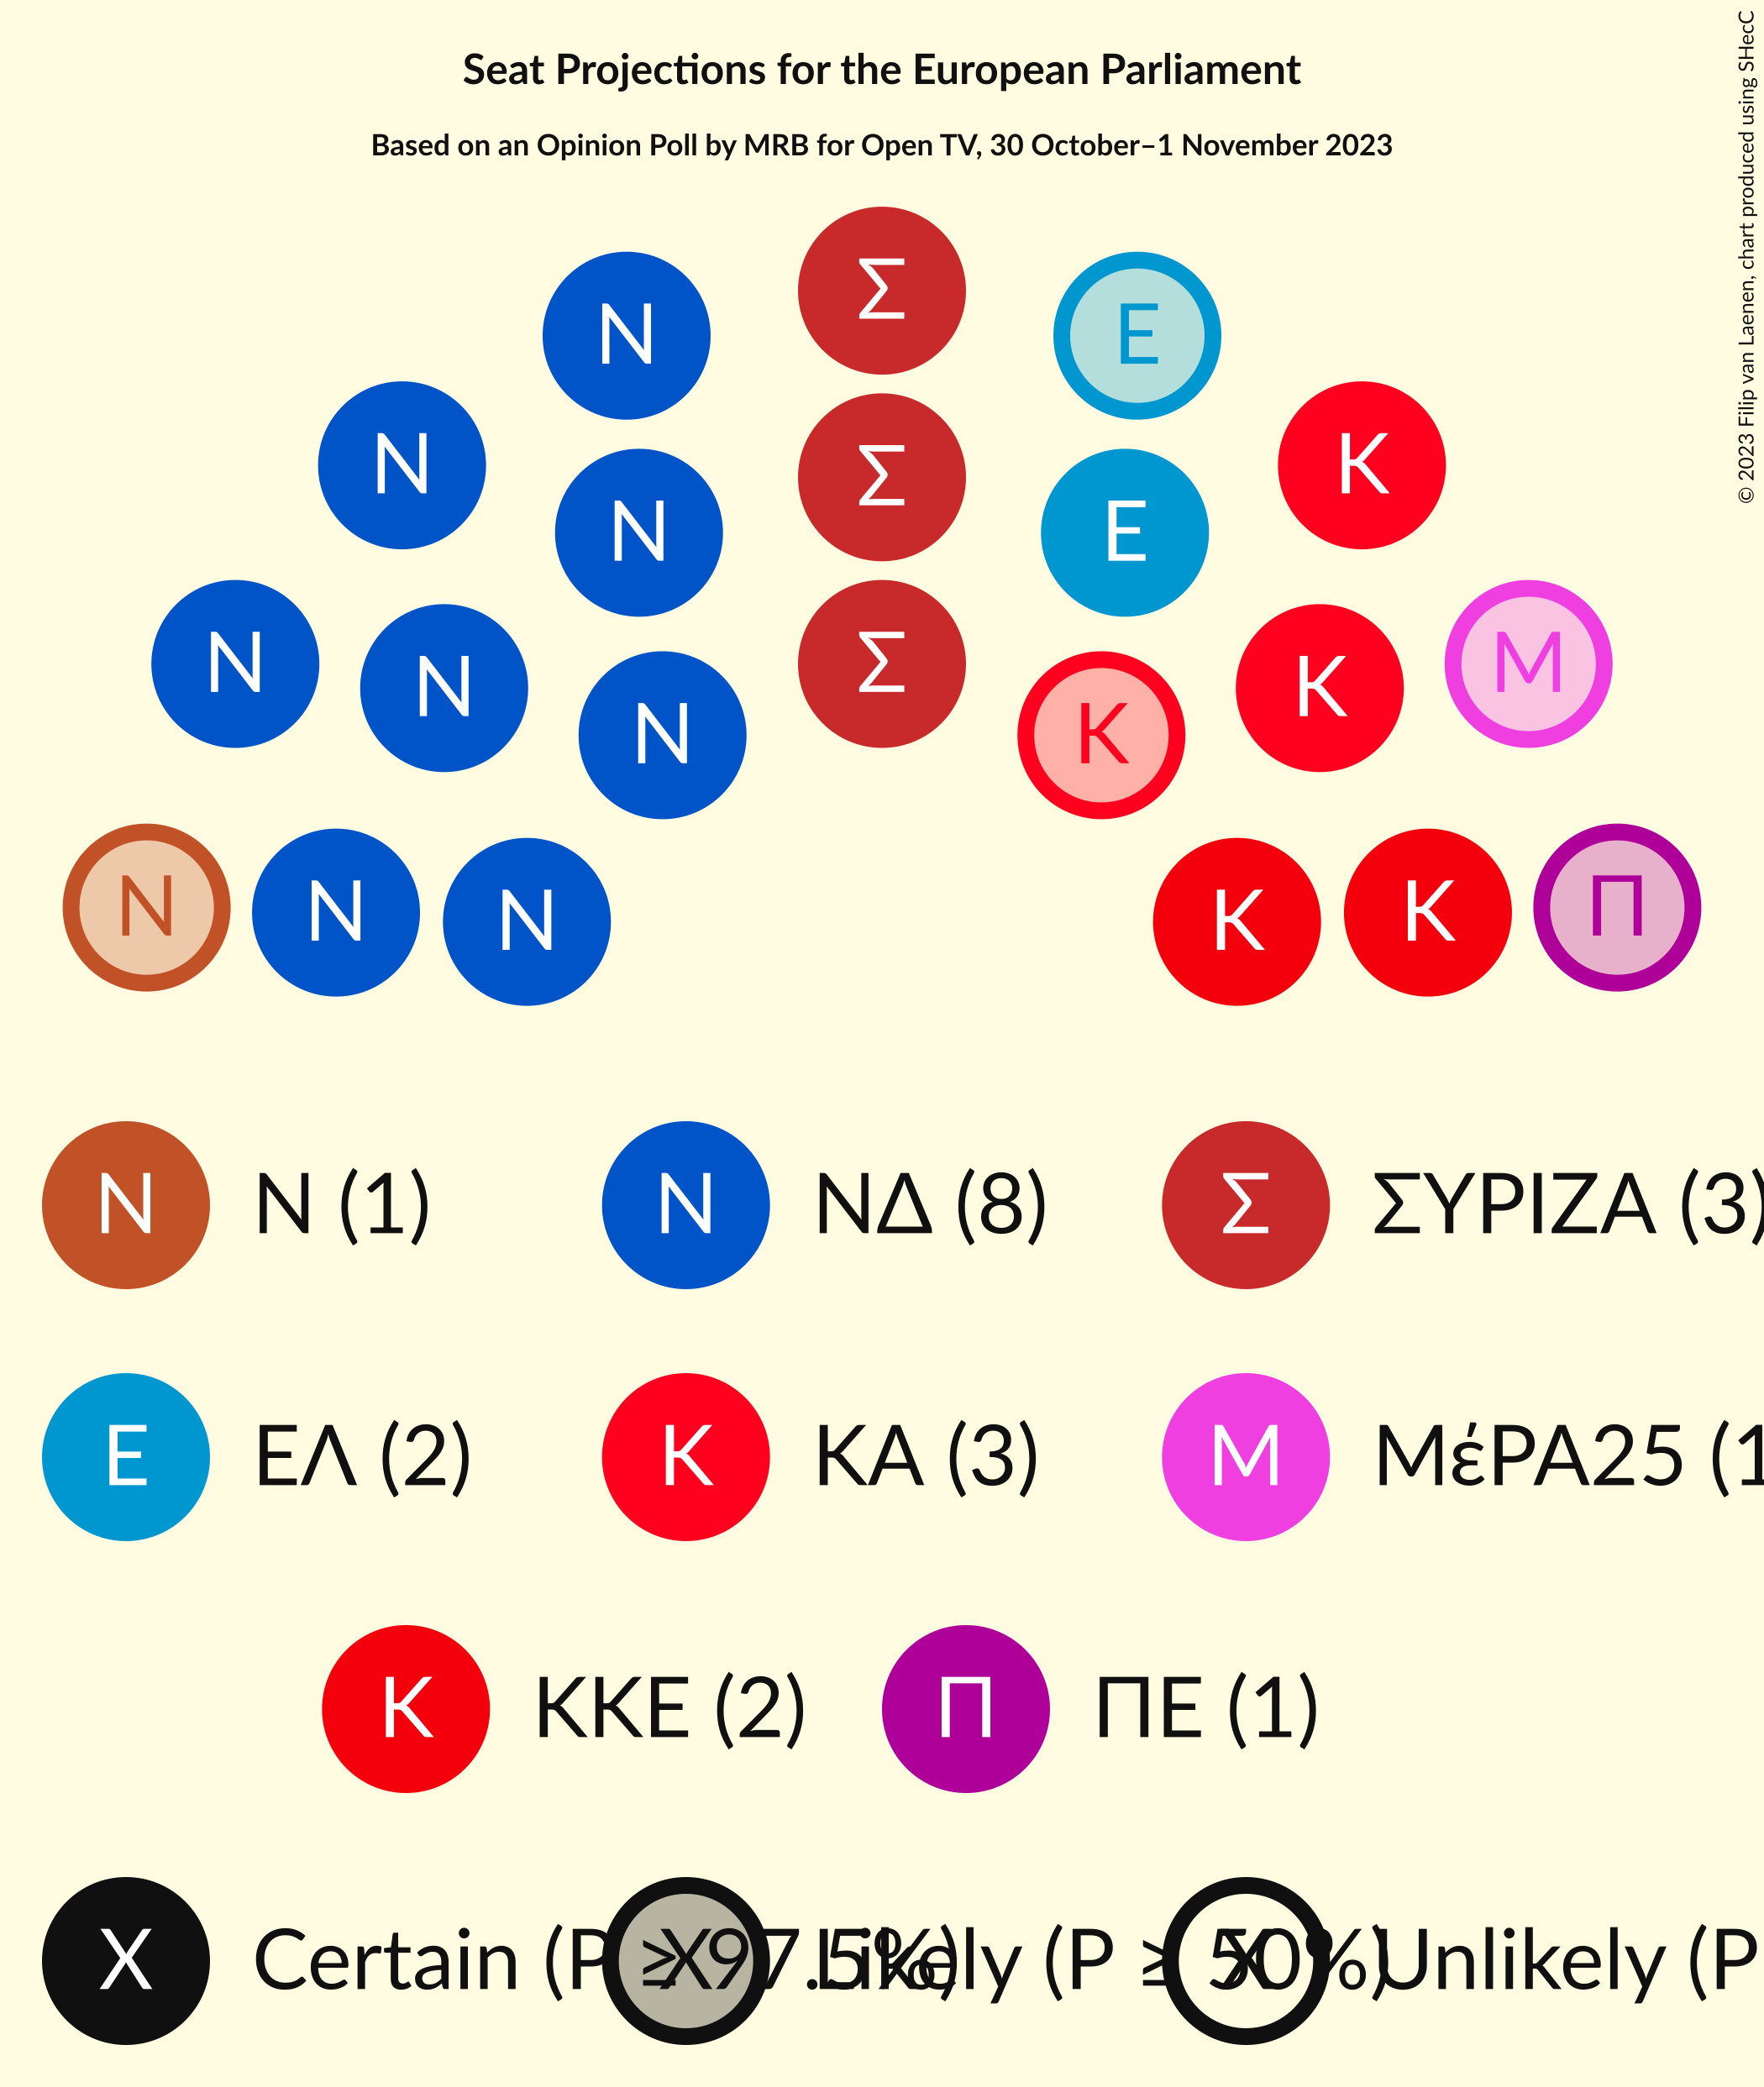 Seat Projections for the European Parliament
Based on an Opinion Poll by MRB for Open TV, 30 October–1 November 2023
© 2023 Filip van Laenen, chart produced using SHecC
Σ
Ν Ε
Ν Σ Κ
Ν Ε
Ν Σ Μ
Ν Κ
Ν Κ
Ν Ν Ν Κ Κ Π
Ν Ν (1) Ν ΝΔ (8) Σ ΣΥΡΙΖΑ (3)
Ε ΕΛ (2) Κ ΚΑ (3) Μ ΜέΡΑ25 (1
Κ ΚΚΕ (2) Π ΠΕ (1)
X Certain (P ≥ 97.5%) X Likely (P ≥ 50%) X Unlikely (P